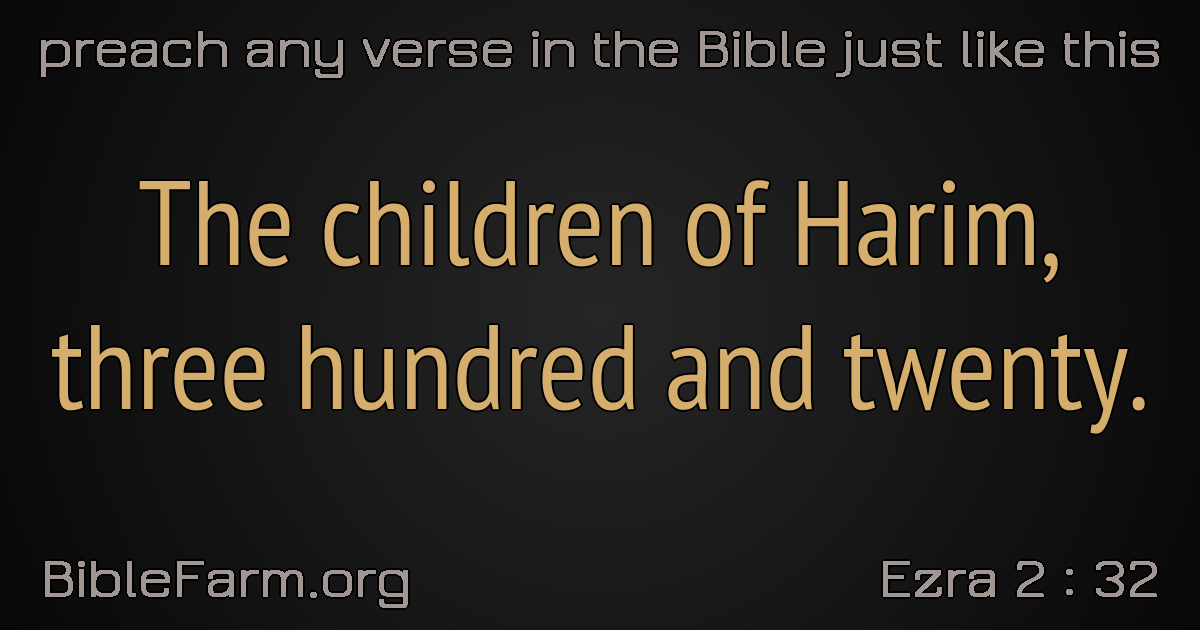 preach any verse in the Bible just like this
The children of Harim,
three hundred and twenty.
BibleFarm.org
Ezra 2 : 32